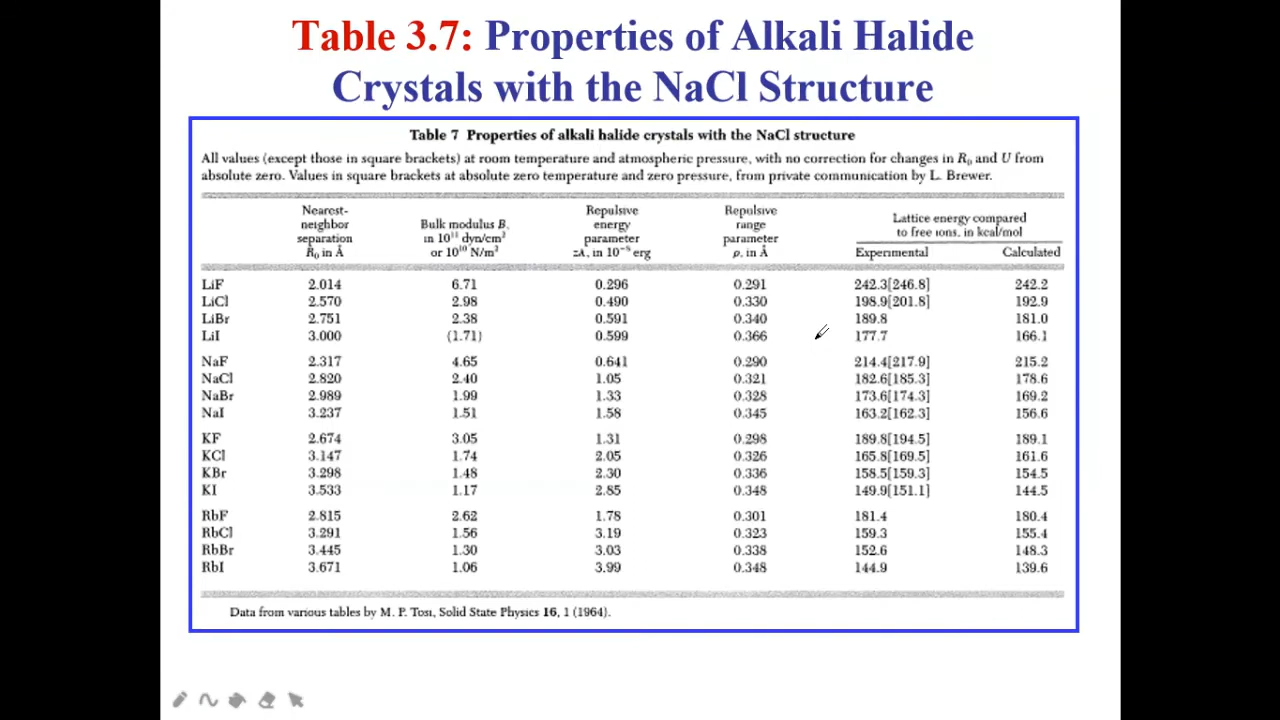 Table 3.7: Properties of Alkali Halide
Crystals with the NaCl Structure
Table 7 Properties of alkali halide crystals with the NaCl structure
All values (except those in square brackets) at room temperature and atmospheric pressure, with no correction for changes in R₀ and U from
absolute zero. Values in square brackets at absolute zero temperature and zero pressure, from private communication by L. Brewer.
Nearest-neighbor separation R₀ in Å | Bulk modulus B, in 10¹¹ dyn/cm² or 10¹⁰ N/m² | Repulsive energy parameter zλ, in 10⁻⁸ erg | Repulsive range parameter ρ, in Å | Lattice energy compared to free ions, in kcal/mol
Experimental Calculated
LiF 2.014 6.71 0.296 0.291 242.3[246.8] 242.2
LiCl 2.570 2.98 0.490 0.330 198.9[201.8] 192.9
LiBr 2.751 2.38 0.591 0.340 189.8 181.0
LiI 3.000 (1.71) 0.599 0.366 177.7 166.1
NaF 2.317 4.65 0.641 0.290 214.4[217.9] 215.2
NaCl 2.820 2.40 1.05 0.321 182.6[185.3] 178.6
NaBr 2.989 1.99 1.33 0.328 173.6[174.3] 169.2
NaI 3.237 1.51 1.58 0.345 163.2[162.3] 156.6
KF 2.674 3.05 1.31 0.298 189.8[194.5] 189.1
KCl 3.147 1.74 2.05 0.326 165.8[169.5] 161.6
KBr 3.298 1.48 2.30 0.336 158.5[159.3] 154.5
KI 3.533 1.17 2.85 0.348 149.9[151.1] 144.5
RbF 2.815 2.62 1.78 0.301 181.4 180.4
RbCl 3.291 1.56 3.19 0.323 159.3 155.4
RbBr 3.445 1.30 3.03 0.338 152.6 148.3
RbI 3.671 1.06 3.99 0.348 144.9 139.6
Data from various tables by M. P. Tosi, Solid State Physics 16, 1 (1964).